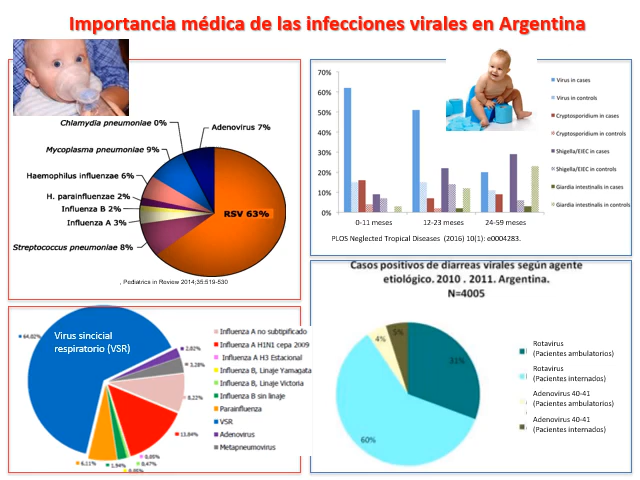 Importancia médica de las infecciones virales en Argentina
Chlamydia pneumoniae 0%
Adenovirus 7%
Mycoplasma pneumoniae 9%
Haemophilus influenzae 6%
H. parainfluenzae 2%
Influenza B 2%
Influenza A 3%
Streptococcus pneumoniae 8%
RSV 63%
, Pediatrics in Review 2014;35:519-530
70%
60%
50%
40%
30%
20%
10%
0%
0-11 meses
12-23 meses
24-59 meses
Virus in cases
Virus in controls
Cryptosporidium in cases
Cryptosporidium in controls
Shigella/EIEC in cases
Shigella/EIEC in controls
Giardia intestinalis in cases
Giardia intestinalis in controls
PLOS Neglected Tropical Diseases (2016) 10(1): e0004283.
Virus sincicial
respiratorio (VSR)
64,02%
2,02%
3,28%
8,22%
13,84%
0,05%
0,47%
1,94%
6,11%
Influenza A no subtipificado
Influenza A H1N1 cepa 2009
Influenza A H3 Estacional
Influenza B, Linaje Yamagata
Influenza B, Linaje Victoria
Influenza B sin linaje
Parainfluenza
VSR
Adenovirus
Metapneumovirus
Casos positivos de diarreas virales según agente
etiológico. 2010 . 2011. Argentina.
N=4005
31%
60%
4%
5%
Rotavirus
(Pacientes ambulatorios)
Rotavirus
(Pacientes internados)
Adenovirus 40-41
(Pacientes ambulatorios)
Adenovirus 40-41
(Pacientes internados)